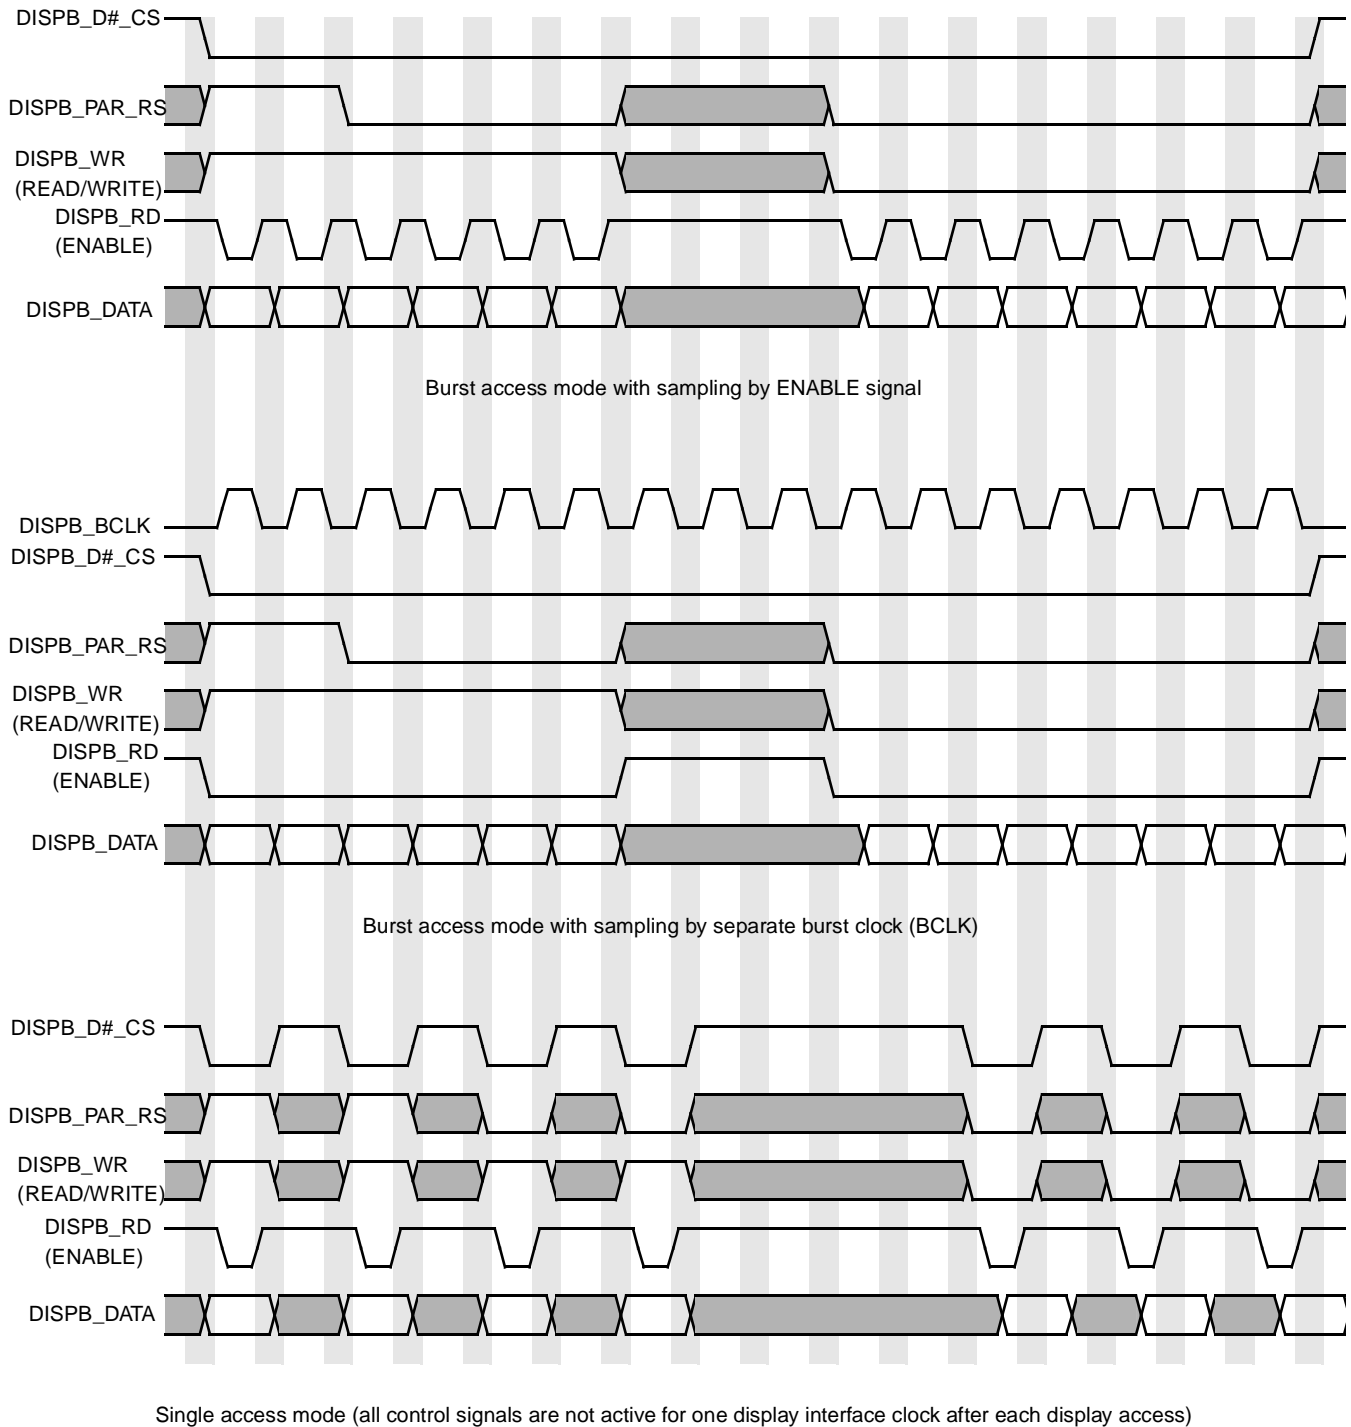 DISPB_D#_CS
DISPB_PAR_RS
DISPB_WR
(READ/WRITE)
DISPB_RD
(ENABLE)
DISPB_DATA
Burst access mode with sampling by ENABLE signal
DISPB_BCLK
DISPB_D#_CS
DISPB_PAR_RS
DISPB_WR
(READ/WRITE)
DISPB_RD
(ENABLE)
DISPB_DATA
Burst access mode with sampling by separate burst clock (BCLK)
DISPB_D#_CS
DISPB_PAR_RS
DISPB_WR
(READ/WRITE)
DISPB_RD
(ENABLE)
DISPB_DATA
Single access mode (all control signals are not active for one display interface clock after each display access)